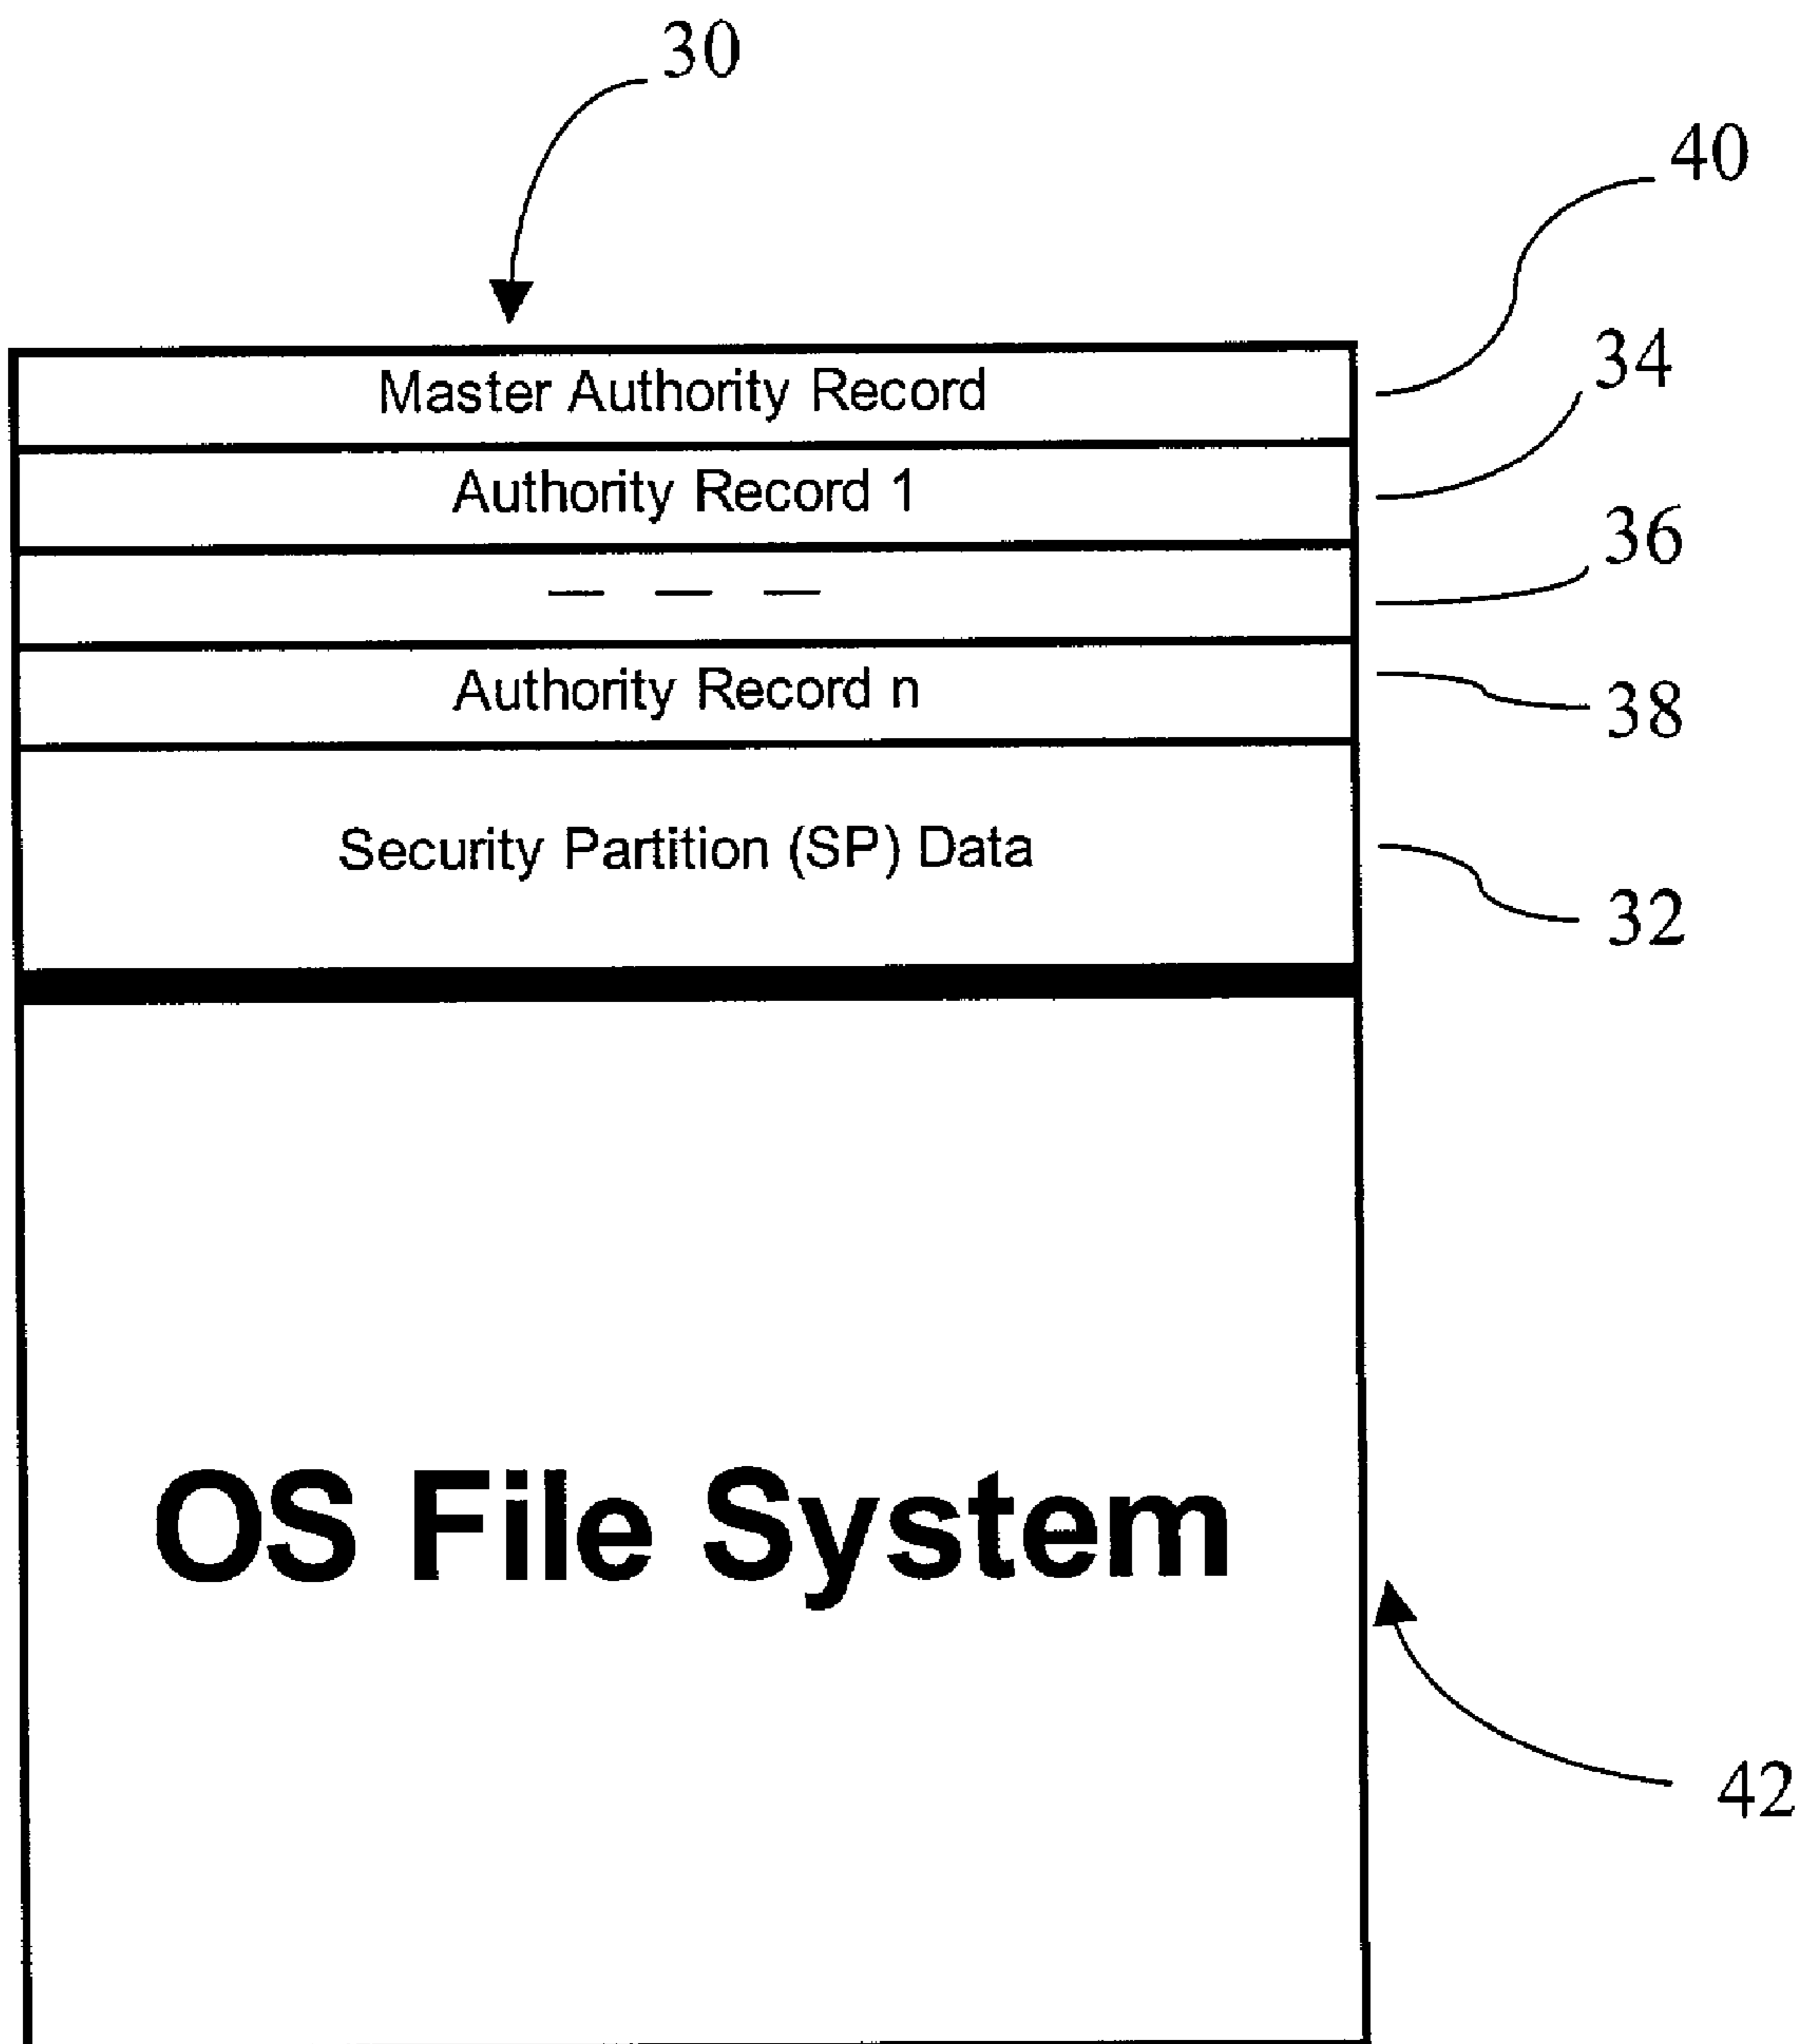 30
40
Master Authority Record
34
Authority Record 1
36
— — —
Authority Record n
38
Security Partition (SP) Data
32
OS File System
42